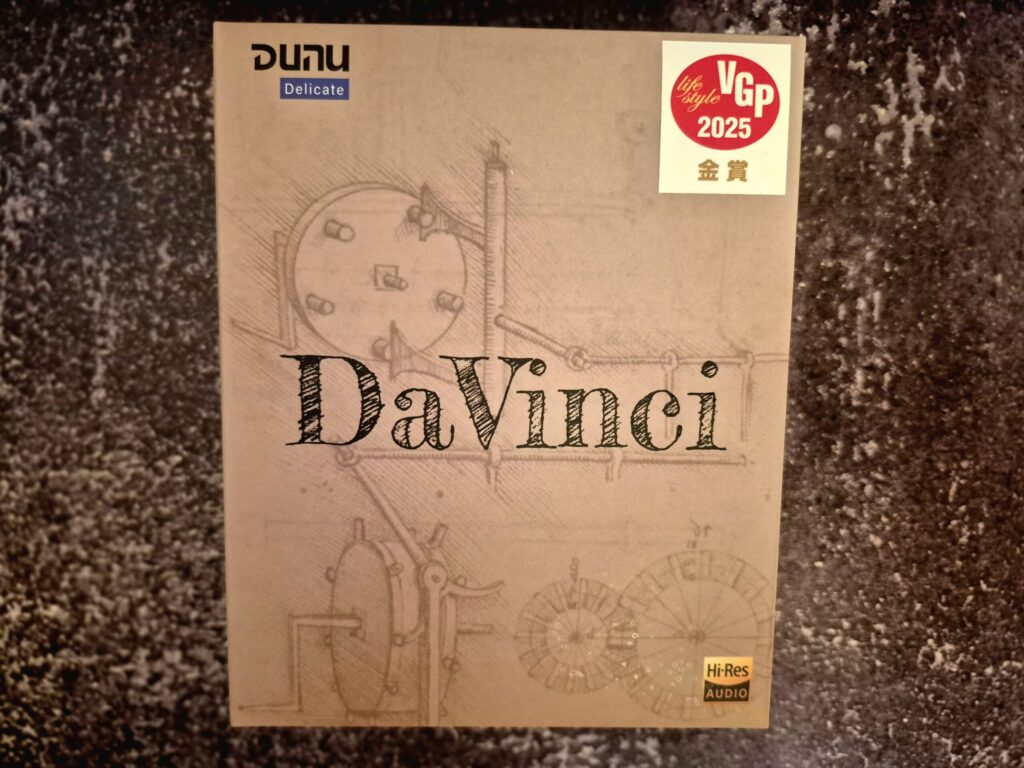 DUNU
Delicate
life
style
VGP
2025
金賞
DaVinci
Hi-Res
AUDIO